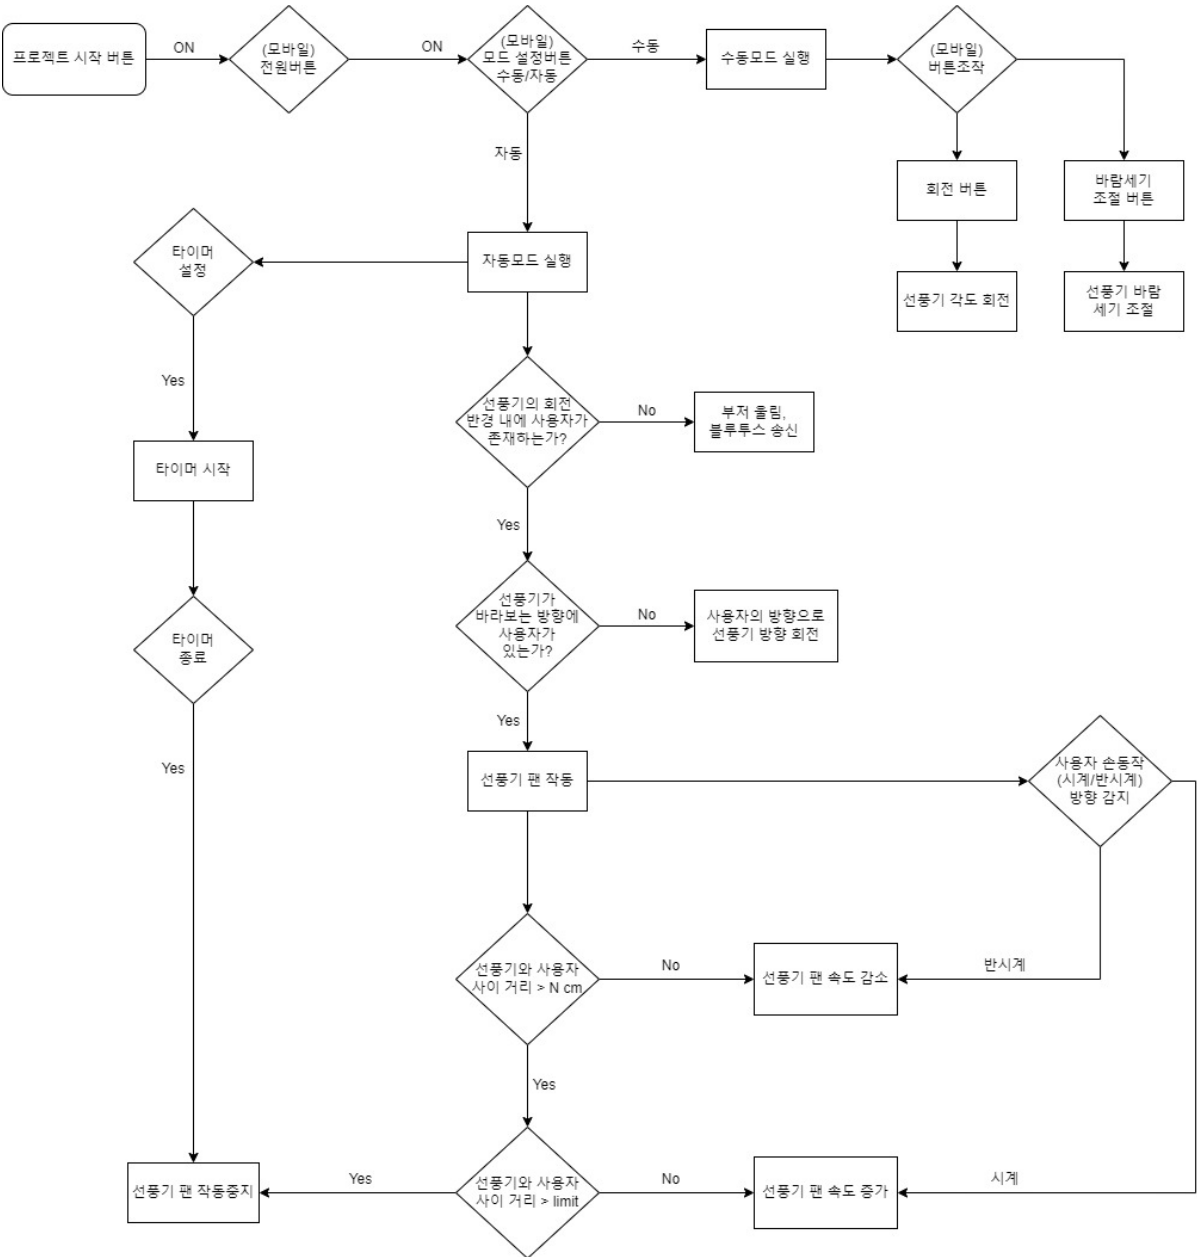 프로젝트 시작 버튼
ON
(모바일)
전원버튼
ON
(모바일)
모드 설정버튼
수동/자동
수동
수동모드 실행
(모바일)
버튼조작
자동
회전 버튼
바람세기
조절 버튼
타이머
설정
자동모드 실행
선풍기 각도 회전
선풍기 바람
세기 조절
Yes
선풍기의 회전
반경 내에 사용자가
존재하는가?
No
부저 울림,
블루투스 송신
타이머 시작
Yes
선풍기가
바라보는 방향에
사용자가
있는가?
No
사용자의 방향으로
선풍기 방향 회전
타이머
종료
Yes
Yes
선풍기 팬 작동
사용자 손동작
(시계/반시계)
방향 감지
선풍기와 사용자
사이 거리 > N cm
No
선풍기 팬 속도 감소
반시계
Yes
선풍기 팬 작동중지
Yes
선풍기와 사용자
사이 거리 > limit
No
선풍기 팬 속도 증가
시계